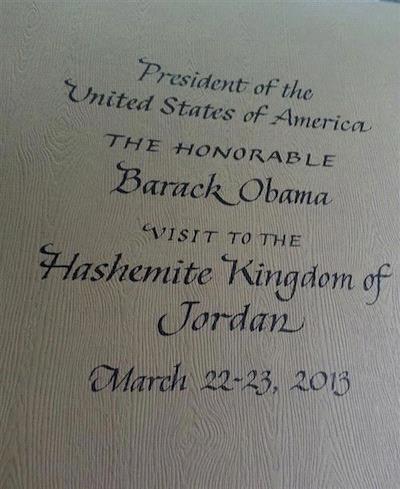 President of the
United States of America
THE HONORABLE
Barack Obama
VISIT TO THE
Hashemite Kingdom of
Jordan
March 22-23, 2013